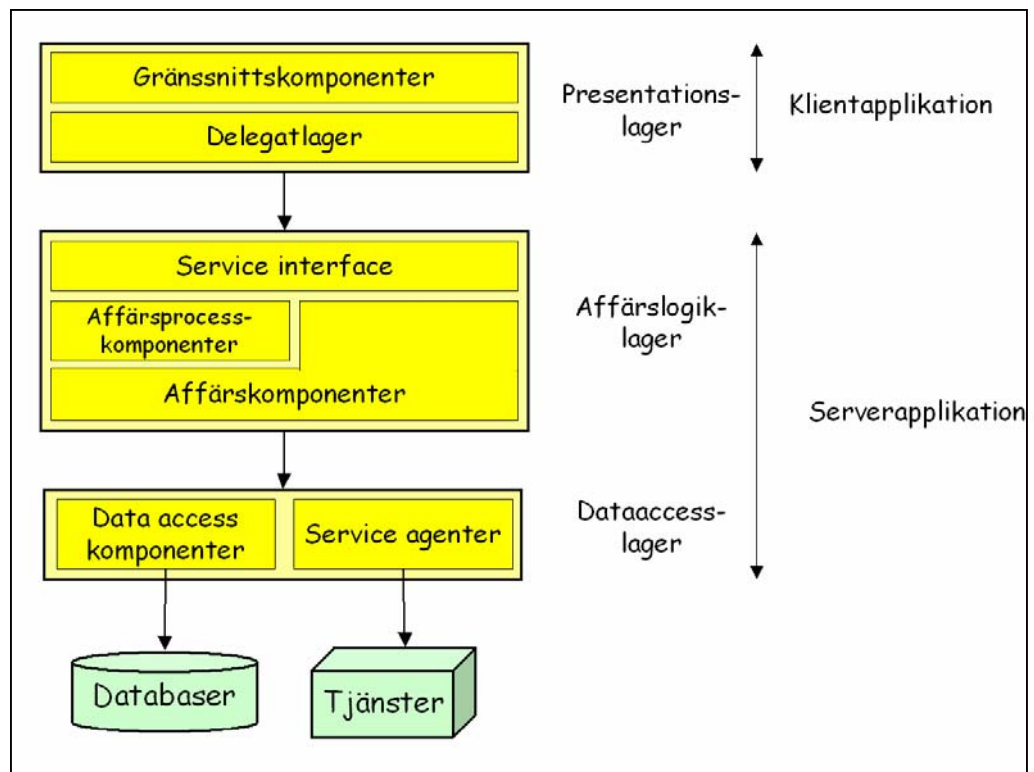 Gränssnittskomponenter
Delegatlager
Presentations-
lager
Klientapplikation
Service interface
Affärsprocess-
komponenter
Affärskomponenter
Affärslogik-
lager
Serverapplikation
Data access
komponenter
Service agenter
Dataaccess-
lager
Databaser
Tjänster